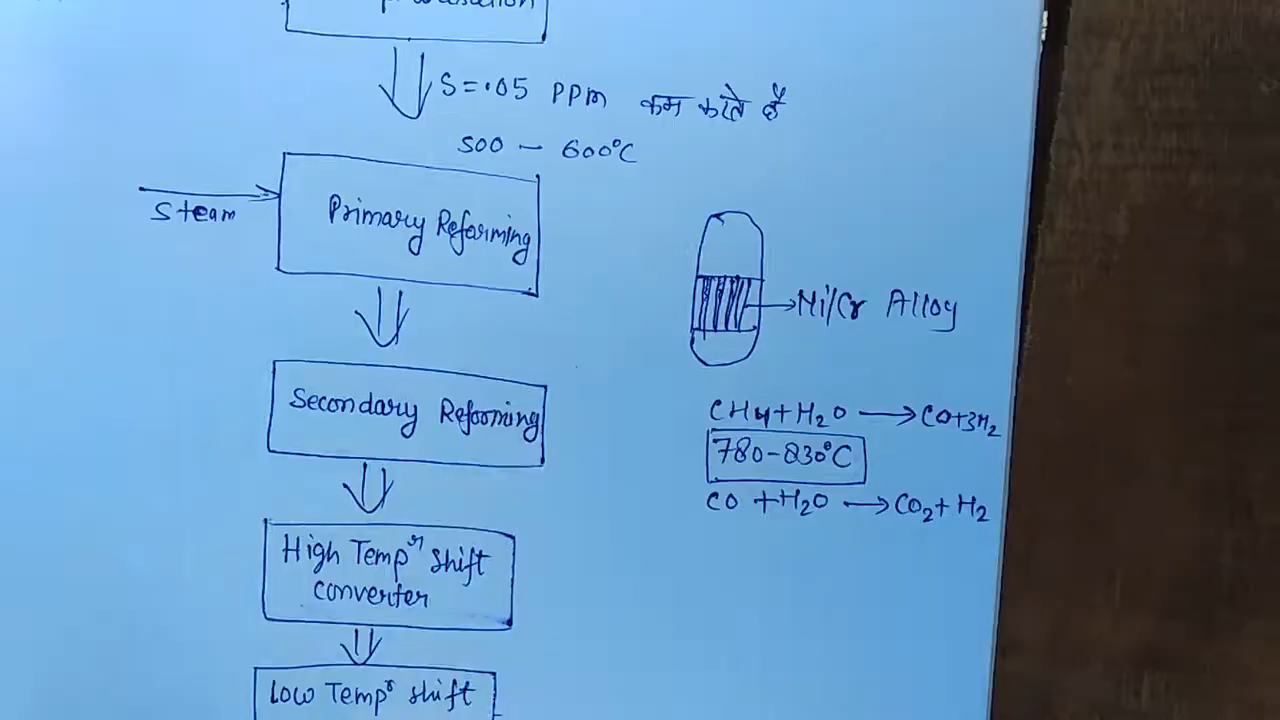 S=.05 PPM कम करते हैं
500 - 600°C
Steam
Primary Reforming
Ni/Cr Alloy
Secondary Reforming
CH4+H2O → CO+3H2
780-830°C
CO +H2O → CO2+H2
High Tempr Shift
converter
Low Tempr shift